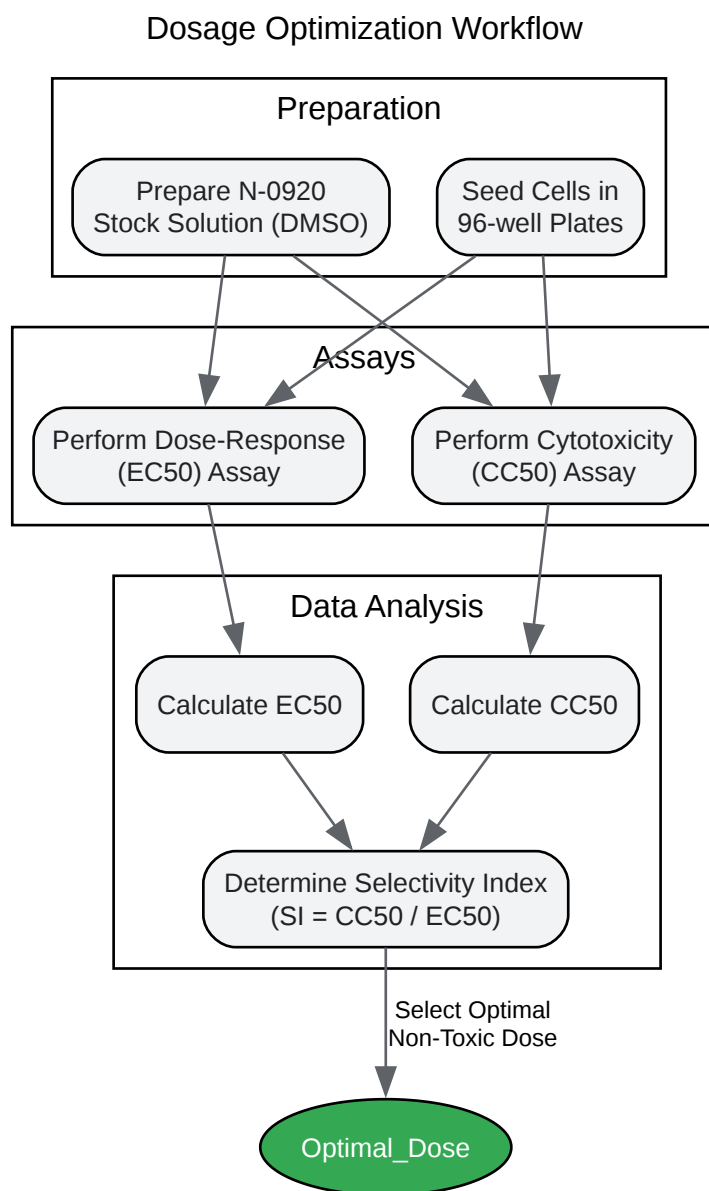 Dosage Optimization Workflow
Preparation
Prepare N-0920
Stock Solution (DMSO)
Seed Cells in
96-well Plates
Assays
Perform Dose-Response
(EC50) Assay
Perform Cytotoxicity
(CC50) Assay
Data Analysis
Calculate EC50
Calculate CC50
Determine Selectivity Index
(SI = CC50 / EC50)
Select Optimal
Non-Toxic Dose
Optimal_Dose